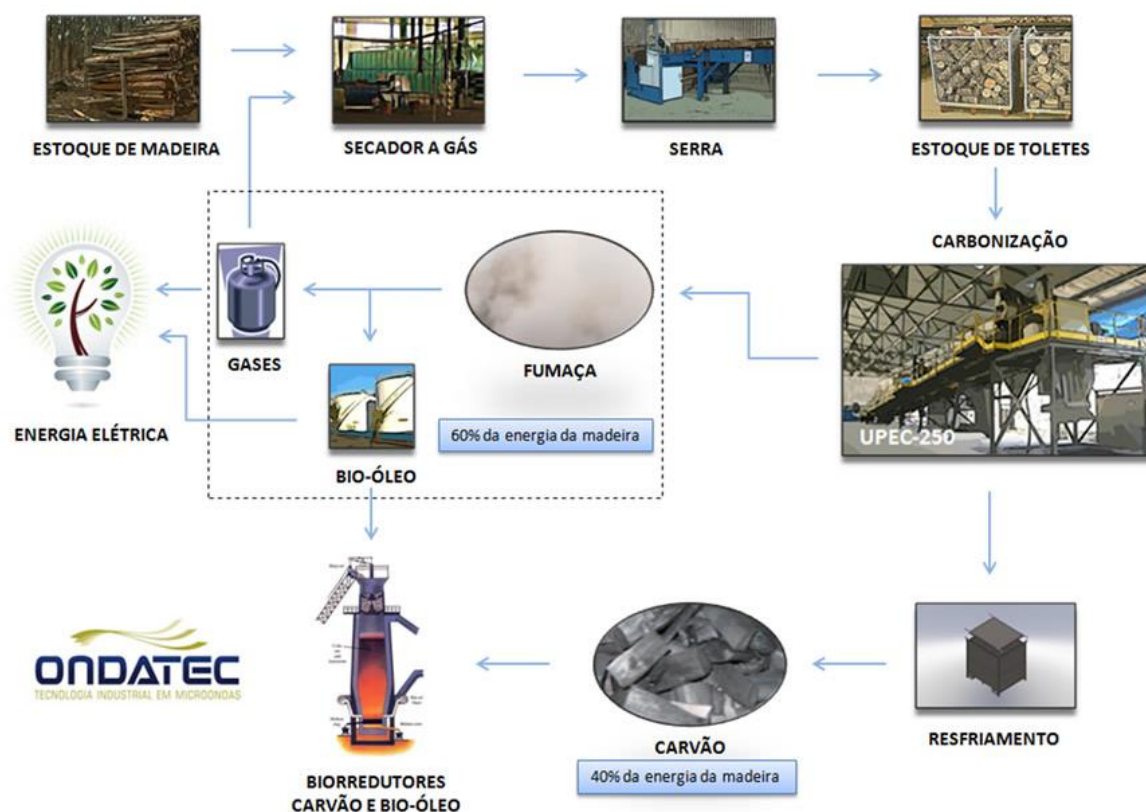 ESTOQUE DE MADEIRA
SECADOR A GÁS
SERRA
ESTOQUE DE TOLETES
CARBONIZAÇÃO
UPEC-250
GASES
FUMAÇA
60% da energia da madeira
ENERGIA ELÉTRICA
BIO-ÓLEO
ONDATEC
TECNOLOGIA INDUSTRIAL EM MICROONDAS
BIORREDUTORES
CARVÃO E BIO-ÓLEO
CARVÃO
40% da energia da madeira
RESFRIAMENTO